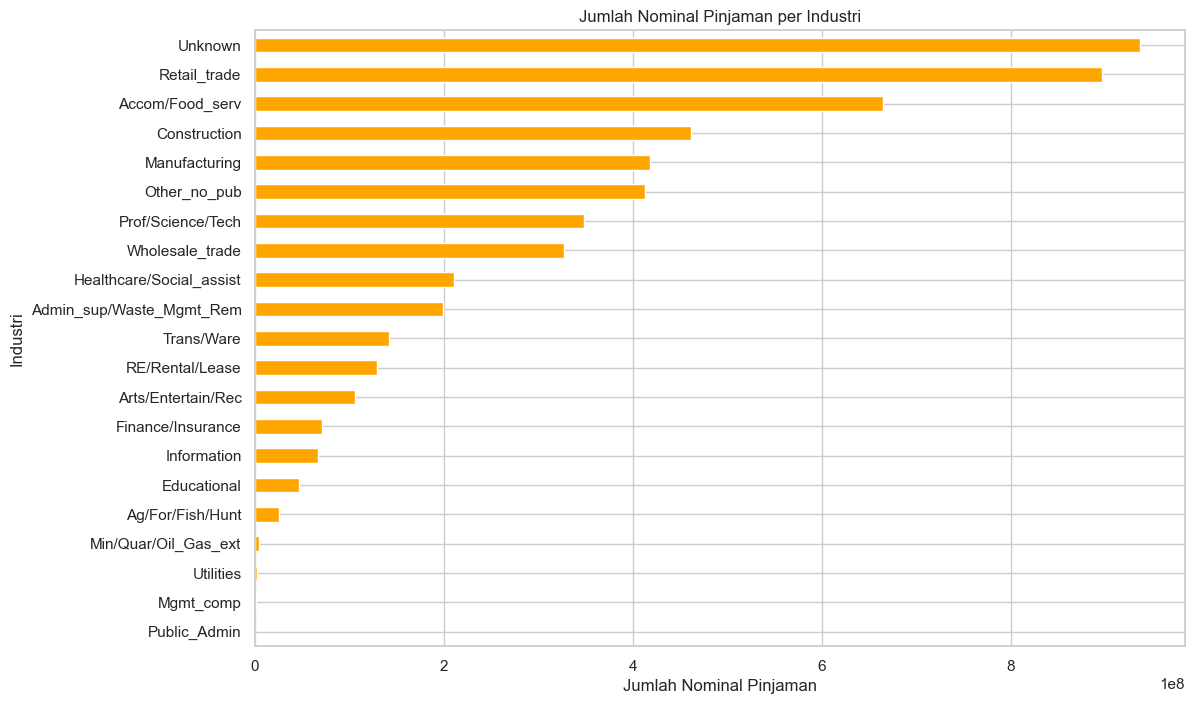 Jumlah Nominal Pinjaman per Industri
Unknown
Retail_trade
Accom/Food_serv
Construction
Manufacturing
Other_no_pub
Prof/Science/Tech
Wholesale_trade
Healthcare/Social_assist
Admin_sup/Waste_Mgmt_Rem
Trans/Ware
RE/Rental/Lease
Arts/Entertain/Rec
Finance/Insurance
Information
Educational
Ag/For/Fish/Hunt
Min/Quar/Oil_Gas_ext
Utilities
Mgmt_comp
Public_Admin
Industri
0 2 4 6 8
1e8
Jumlah Nominal Pinjaman